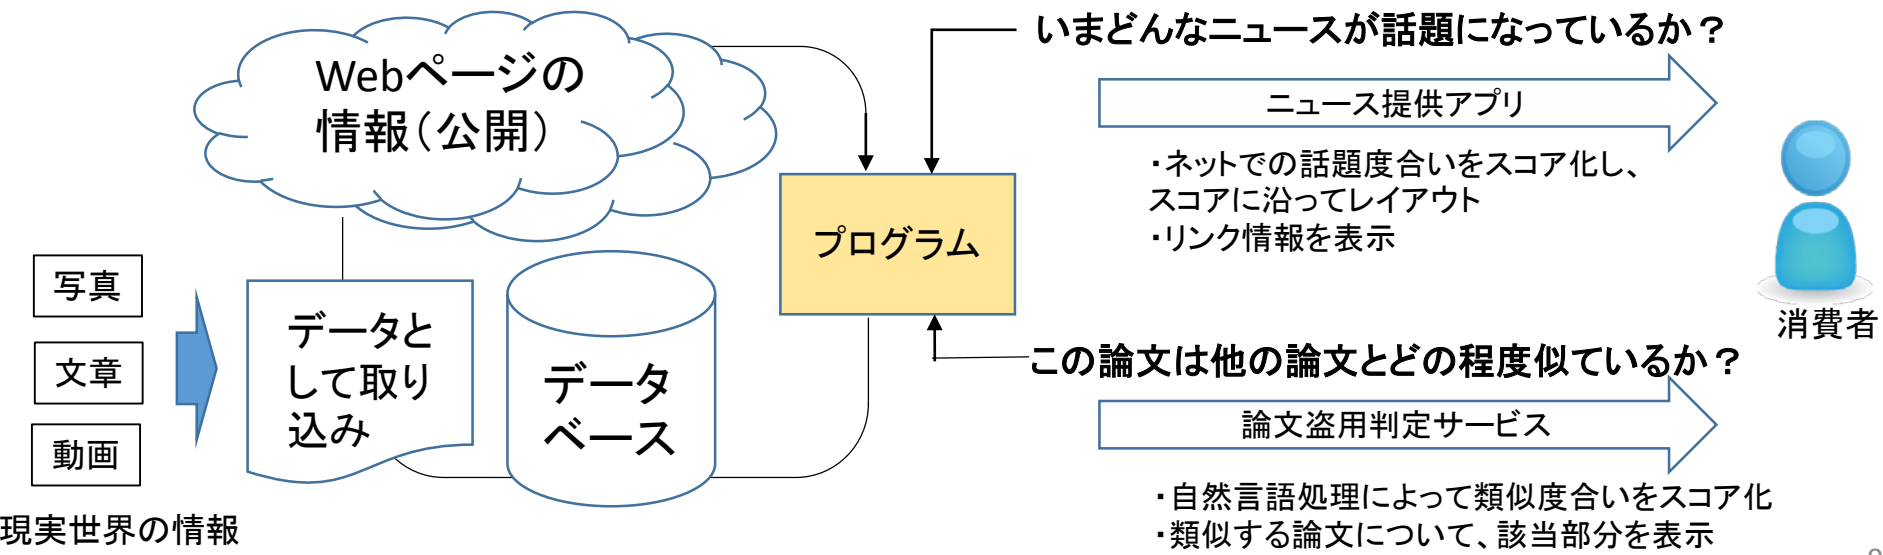 いまどんなニュースが話題になっているか？
Webページの
情報（公開）
ニュース提供アプリ
・ネットでの話題度合いをスコア化し、
スコアに沿ってレイアウト
・リンク情報を表示
プログラム
写真
文章
動画
現実世界の情報
データと
して取り
込み
データ
ベース
消費者
この論文は他の論文とどの程度似ているか？
論文盗用判定サービス
・自然言語処理によって類似度合いをスコア化
・類似する論文について、該当部分を表示